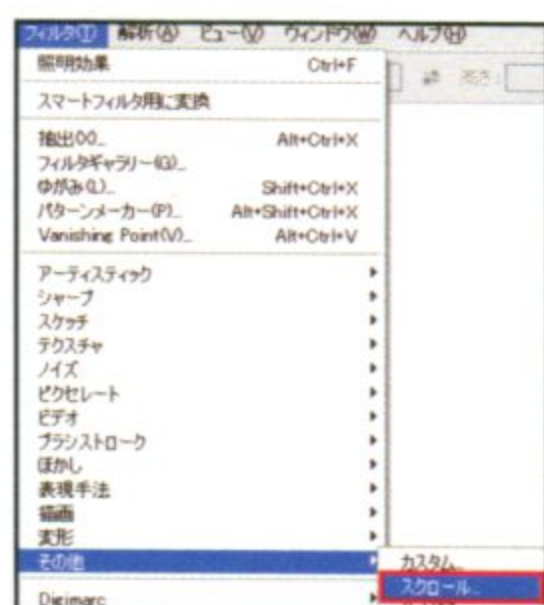 フィルタ(T) 解析(A) ビュー(V) ウィンドウ(W) ヘルプ(H)
照明効果 Ctrl+F
高さ:
スマートフィルタ用に変換
抽出(X)... Alt+Ctrl+X
フィルタギャラリー(G)...
ゆがみ(L)... Shift+Ctrl+X
パターンメーカー(P)... Alt+Shift+Ctrl+X
Vanishing Point(V)... Alt+Ctrl+V
アーティスティック
シャープ
スケッチ
テクスチャ
ノイズ
ピクセレート
ビデオ
ブラシストローク
ぼかし
表現手法
描画
変形
その他
カスタム...
スクロール...
Digimarc